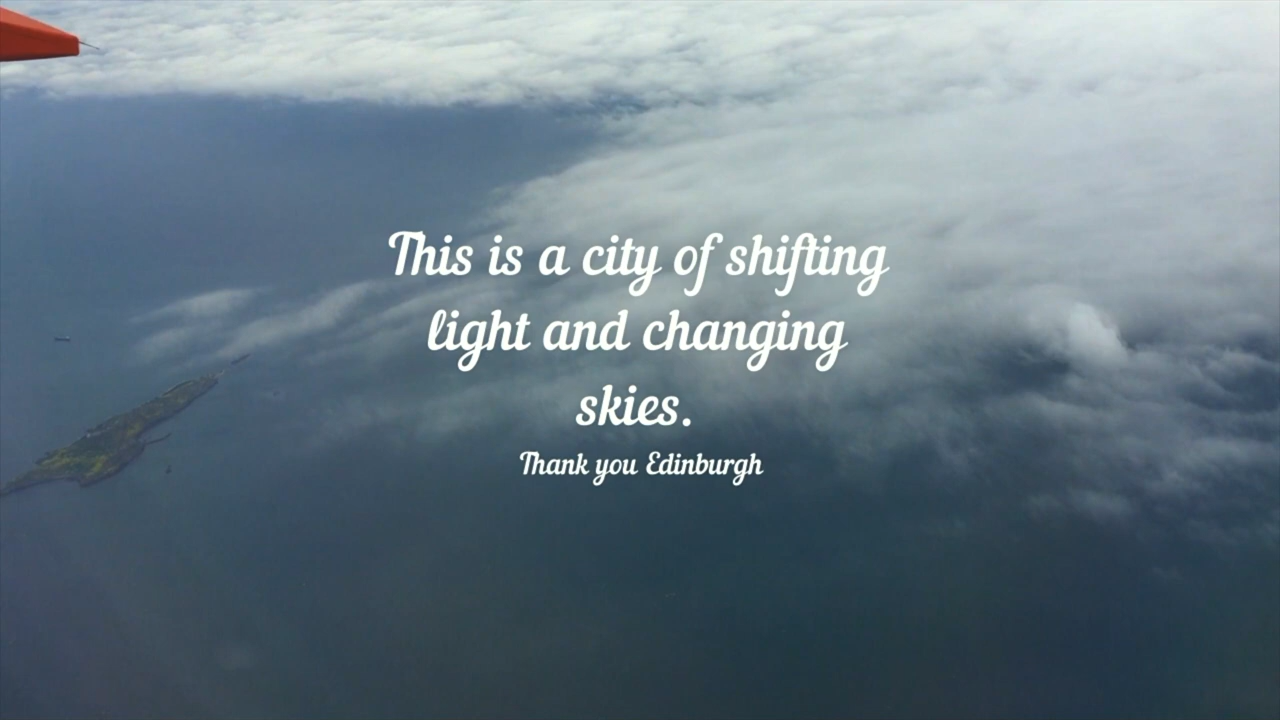 This is a city of shifting
light and changing
skies.
Thank you Edinburgh